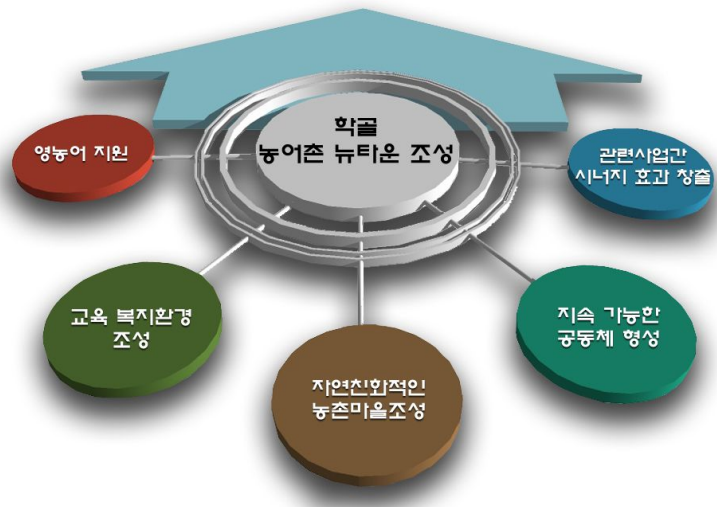 학골
농어촌 뉴타운 조성
영농어 지원
관련사업간
시너지 효과 창출
교육 복지환경
조성
지속 가능한
공동체 형성
자연친화적인
농촌마을조성